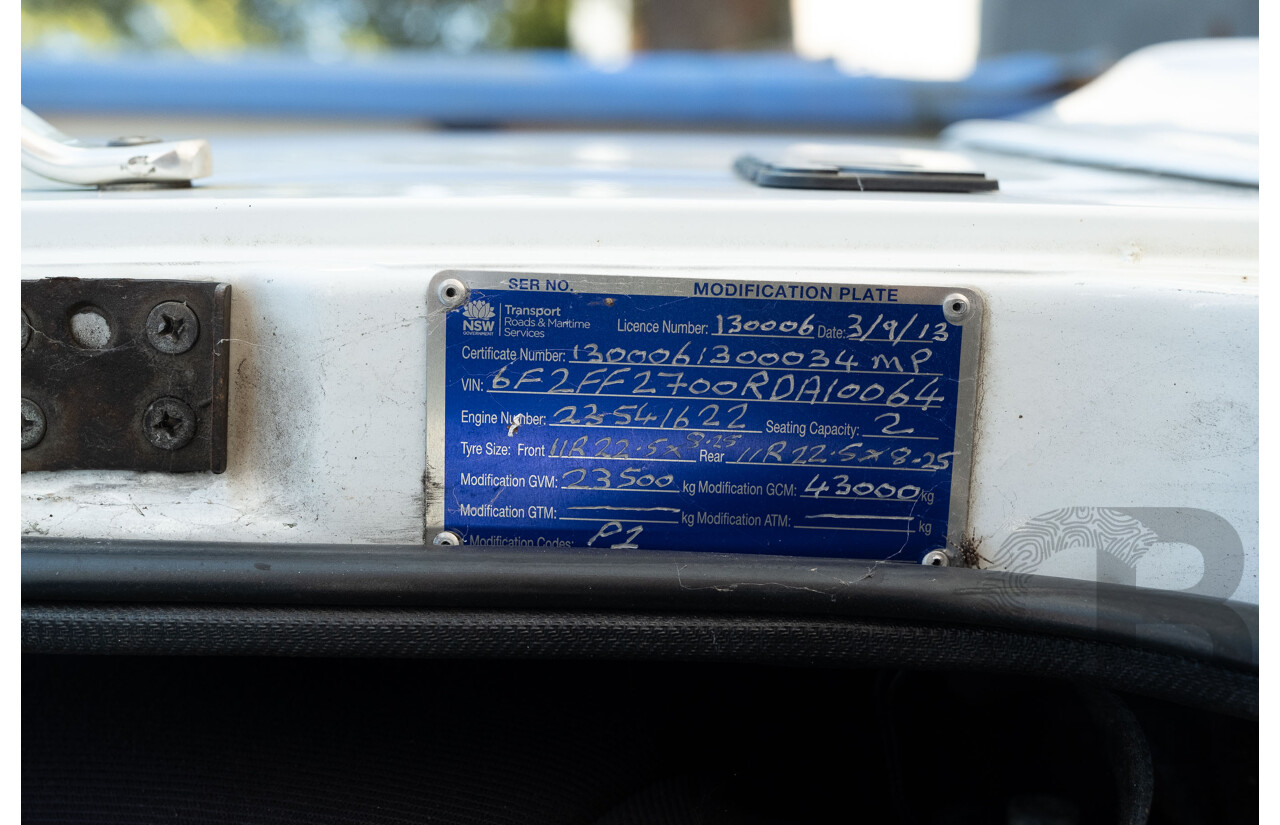 SER NO. MODIFICATION PLATE
NSW GOVERNMENT Transport Roads & Maritime Services
Licence Number: 130006 Date: 3/9/13
Certificate Number: 1300061300034 MP
VIN: 6F2FF2700RDA10064
Engine Number: 23541622 Seating Capacity: 2
Tyre Size: Front 11R22.5x8.25 Rear 11R22.5x8.25
Modification GVM: 23500 kg Modification GCM: 43000 kg
Modification GTM: — kg Modification ATM: — kg
Modification Codes: P1
B